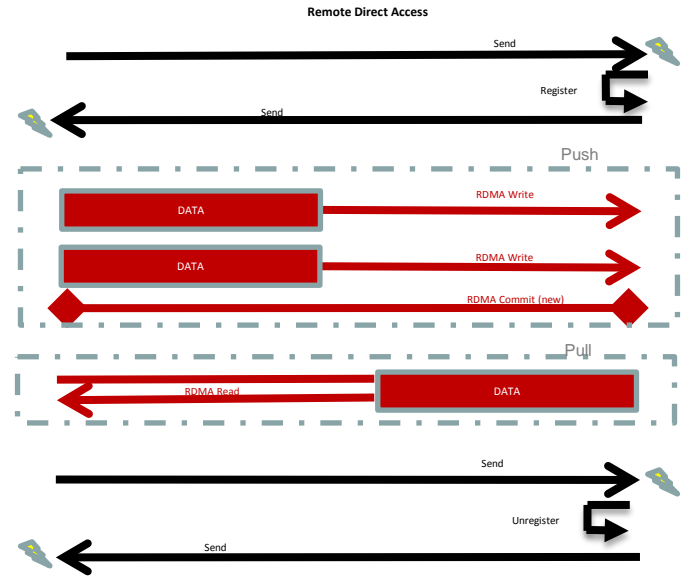 Remote Direct Access
Send
Register
Send
Push
DATA
RDMA Write
DATA
RDMA Write
RDMA Commit (new)
Pull
RDMA Read
DATA
Send
Unregister
Send